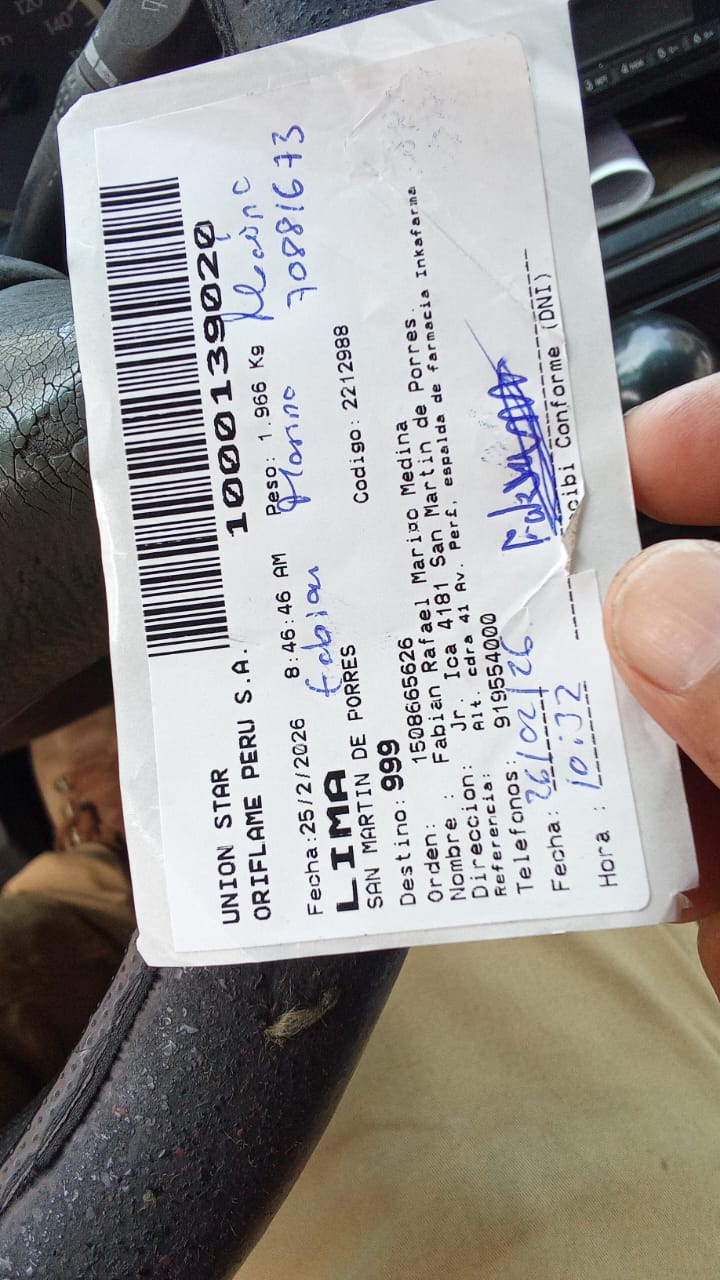 1000139020
UNION STAR
ORIFLAME PERU S.A.
Fecha:25/2/2026 8:46:46 AM Peso: 1.966 Kg
Fabian Marino Medina
70881673
LIMA
SAN MARTIN DE PORRES Codigo: 2212988
Destino: 999
Orden: 1508665626
Nombre : Fabian Rafael Marino Medina
Direccion: Jr. Ica 4181 San Martin de Porres.
Referencia: Alt. cdra 41 Av. Perf. espalda de farmacia Inkafarma
Telefonos: 919554000
Fecha: 26/02/26
Hora : 10:32
cibi Conforme (DNI)